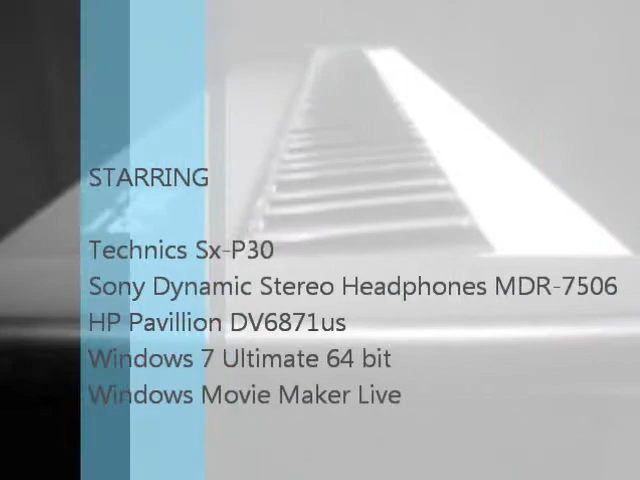 STARRING
Technics Sx-P30
Sony Dynamic Stereo Headphones MDR-7506
HP Pavillion DV6871us
Windows 7 Ultimate 64 bit
Windows Movie Maker Live